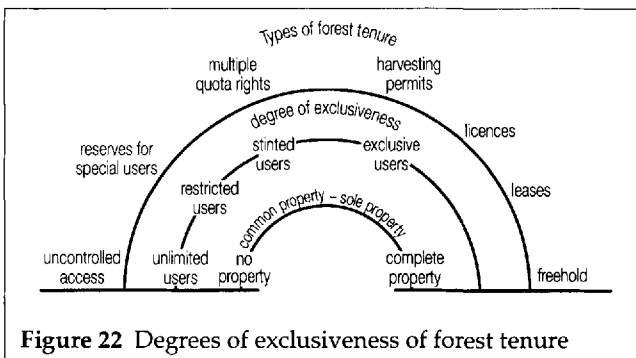 Types of forest tenure
multiple
quota rights
harvesting
permits
degree of exclusiveness
licences
reserves for
special users
stinted
users
exclusive
users
restricted
users
leases
common property – sole property
uncontrolled
access
unlimited
users
no
property
complete
property
freehold
Figure 22 Degrees of exclusiveness of forest tenure